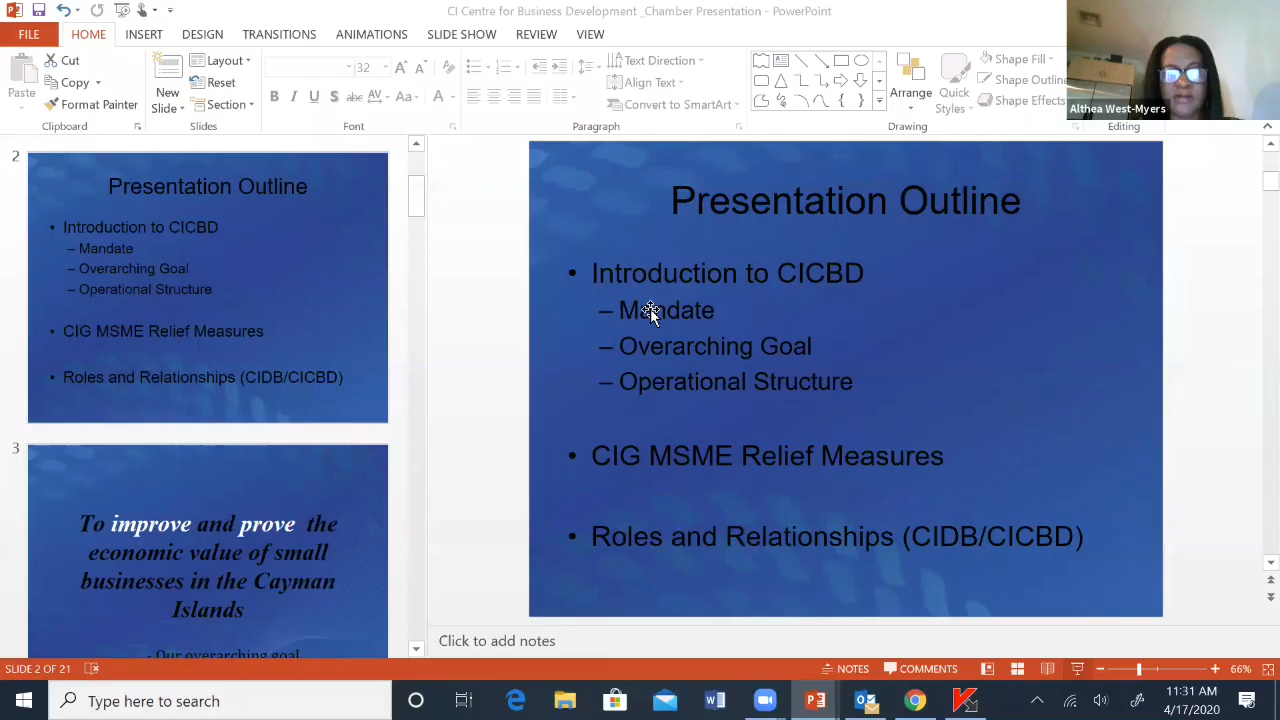 CI Centre for Business Development _Chamber Presentation - PowerPoint
FILE HOME INSERT DESIGN TRANSITIONS ANIMATIONS SLIDE SHOW REVIEW VIEW
Paste
Cut
Copy
Format Painter
Clipboard
New Slide
Layout
Reset
Section
Slides
32
B I U S abc AV Aa A
Font
Text Direction
Align Text
Convert to SmartArt
Paragraph
Arrange
Quick Styles
Shape Fill
Shape Outline
Shape Effects
Drawing
Editing
Althea West-Myers
2
Presentation Outline
• Introduction to CICBD
– Mandate
– Overarching Goal
– Operational Structure
• CIG MSME Relief Measures
• Roles and Relationships (CIDB/CICBD)
3
To improve and prove the
economic value of small
businesses in the Cayman
Islands
- Our overarching goal
Presentation Outline
• Introduction to CICBD
– Mandate
– Overarching Goal
– Operational Structure
• CIG MSME Relief Measures
• Roles and Relationships (CIDB/CICBD)
Click to add notes
SLIDE 2 OF 21
NOTES
COMMENTS
66%
Type here to search
11:31 AM
4/17/2020